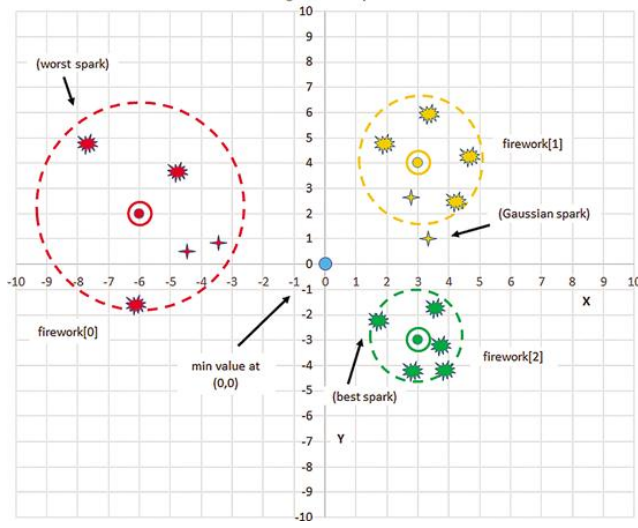 10
9
(worst spark)
8
7
6
5
firework[1]
4
3
2
(Gaussian spark)
1
0
-10 -9 -8 -7 -6 -5 -4 -3 -2 -1 0 1 2 3 4 5 6 7 8 9 10
-1
X
-2
firework[0]
-3
firework[2]
-4
min value at
(0,0)
-5
(best spark)
-6
-7
Y
-8
-9
-10